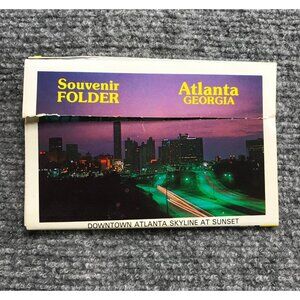 Souvenir
FOLDER
Atlanta
GEORGIA
DOWNTOWN ATLANTA SKYLINE AT SUNSET